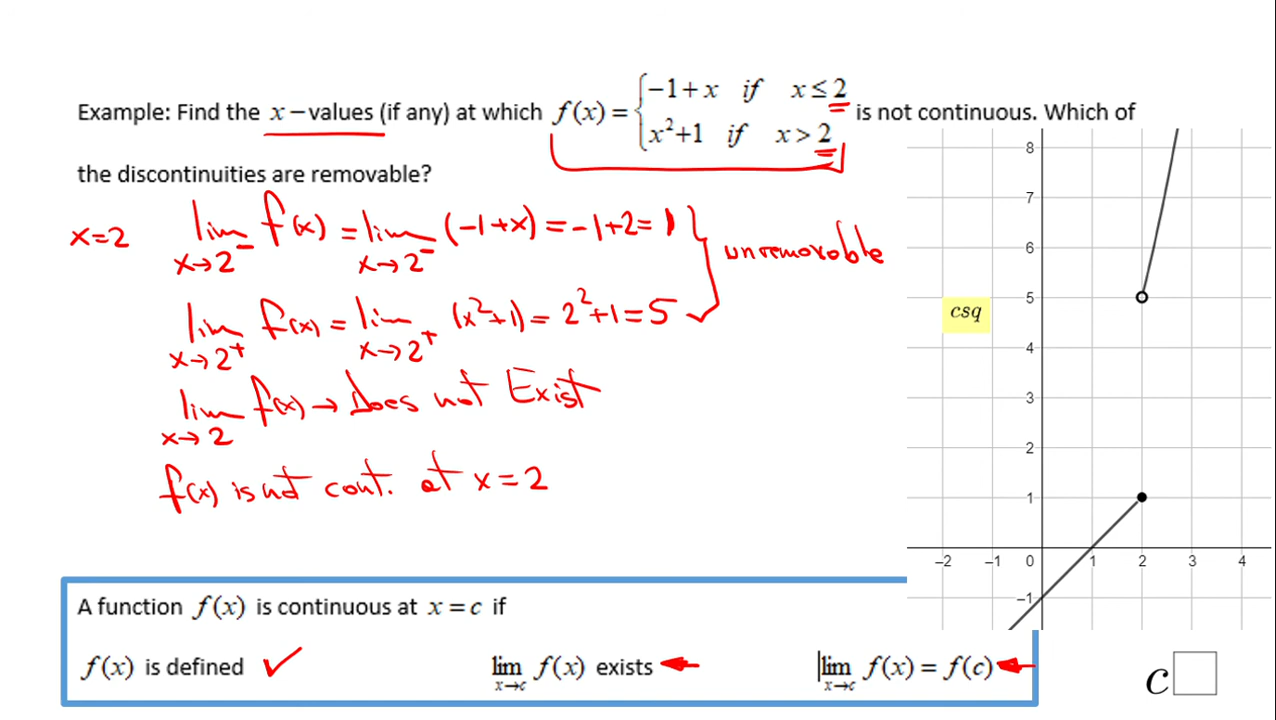 Example: Find the x−values (if any) at which f(x) = { −1+x if x ≤ 2 is not continuous. Which of
x²+1 if x > 2
the discontinuities are removable?
x=2 lim x→2⁻ f(x) = lim x→2⁻ (-1+x) = -1+2 = 1
unremovable
lim x→2⁺ f(x) = lim x→2⁺ (x²+1) = 2²+1 = 5
lim x→2 f(x) → Does not Exist
f(x) is not cont. at x=2
8
7
6
5
csq
4
3
2
1
−2 −1 0 1 2 3 4
−1
A function f(x) is continuous at x = c if
f(x) is defined ✓ lim x→c f(x) exists lim x→c f(x) = f(c)
c